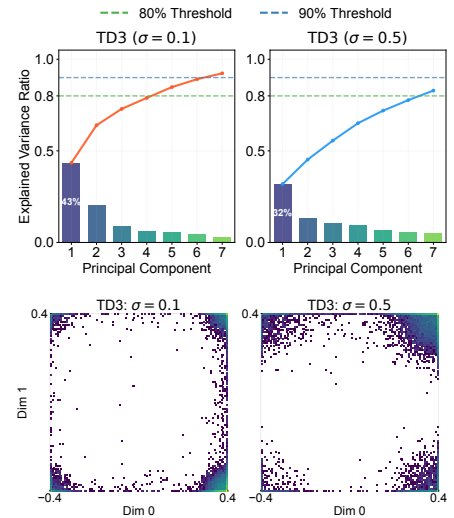 80% Threshold 90% Threshold
TD3 (σ = 0.1) TD3 (σ = 0.5)
Explained Variance Ratio
1.0 1.0
0.8 0.8
0.5 0.5
0.0 0.0
43% 32%
1 2 3 4 5 6 7 1 2 3 4 5 6 7
Principal Component Principal Component
TD3: σ = 0.1 TD3: σ = 0.5
0.4 0.4
Dim 1
−0.4 0.4 −0.4 0.4
Dim 0 Dim 0